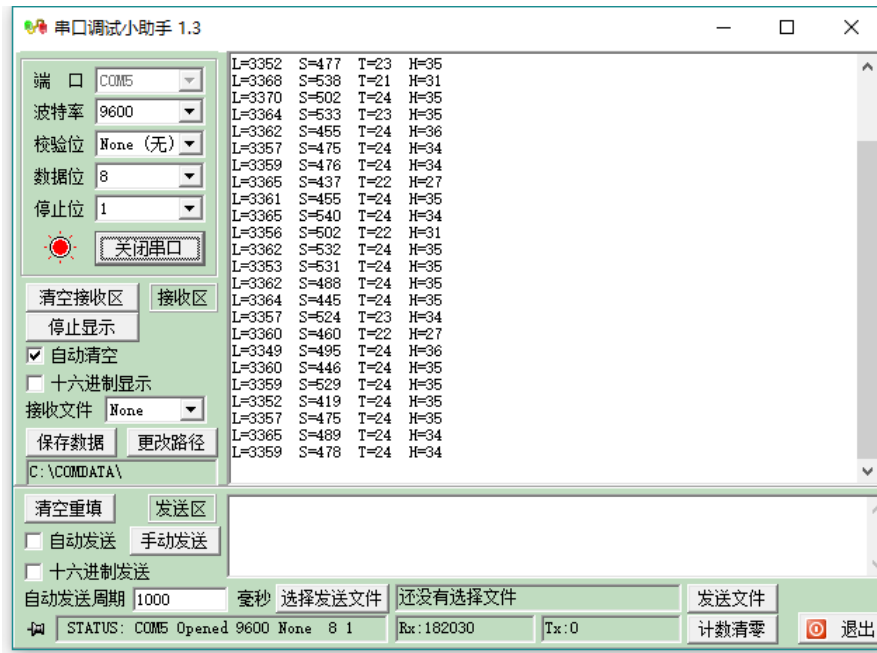 串口调试小助手 1.3
端 口 COM5
波特率 9600
校验位 None (无)
数据位 8
停止位 1
关闭串口
清空接收区 接收区
停止显示
自动清空
十六进制显示
接收文件 None
保存数据 更改路径
C:\COMDATA\
L=3352 S=477 T=23 H=35
L=3368 S=538 T=21 H=31
L=3370 S=502 T=24 H=35
L=3364 S=533 T=23 H=35
L=3362 S=455 T=24 H=36
L=3357 S=475 T=24 H=34
L=3359 S=476 T=24 H=34
L=3365 S=437 T=22 H=27
L=3361 S=455 T=24 H=35
L=3365 S=540 T=24 H=34
L=3356 S=502 T=22 H=31
L=3362 S=532 T=24 H=35
L=3353 S=531 T=24 H=35
L=3362 S=488 T=24 H=35
L=3364 S=445 T=24 H=35
L=3357 S=524 T=23 H=34
L=3360 S=460 T=22 H=27
L=3349 S=495 T=24 H=36
L=3360 S=446 T=24 H=35
L=3359 S=529 T=24 H=35
L=3352 S=419 T=24 H=35
L=3357 S=475 T=24 H=35
L=3365 S=489 T=24 H=34
L=3359 S=478 T=24 H=34
清空重填 发送区
自动发送 手动发送
十六进制发送
自动发送周期 1000 毫秒 选择发送文件 还没有选择文件 发送文件
STATUS: COM5 Opened 9600 None 8 1 Rx:182030 Tx:0 计数清零 退出